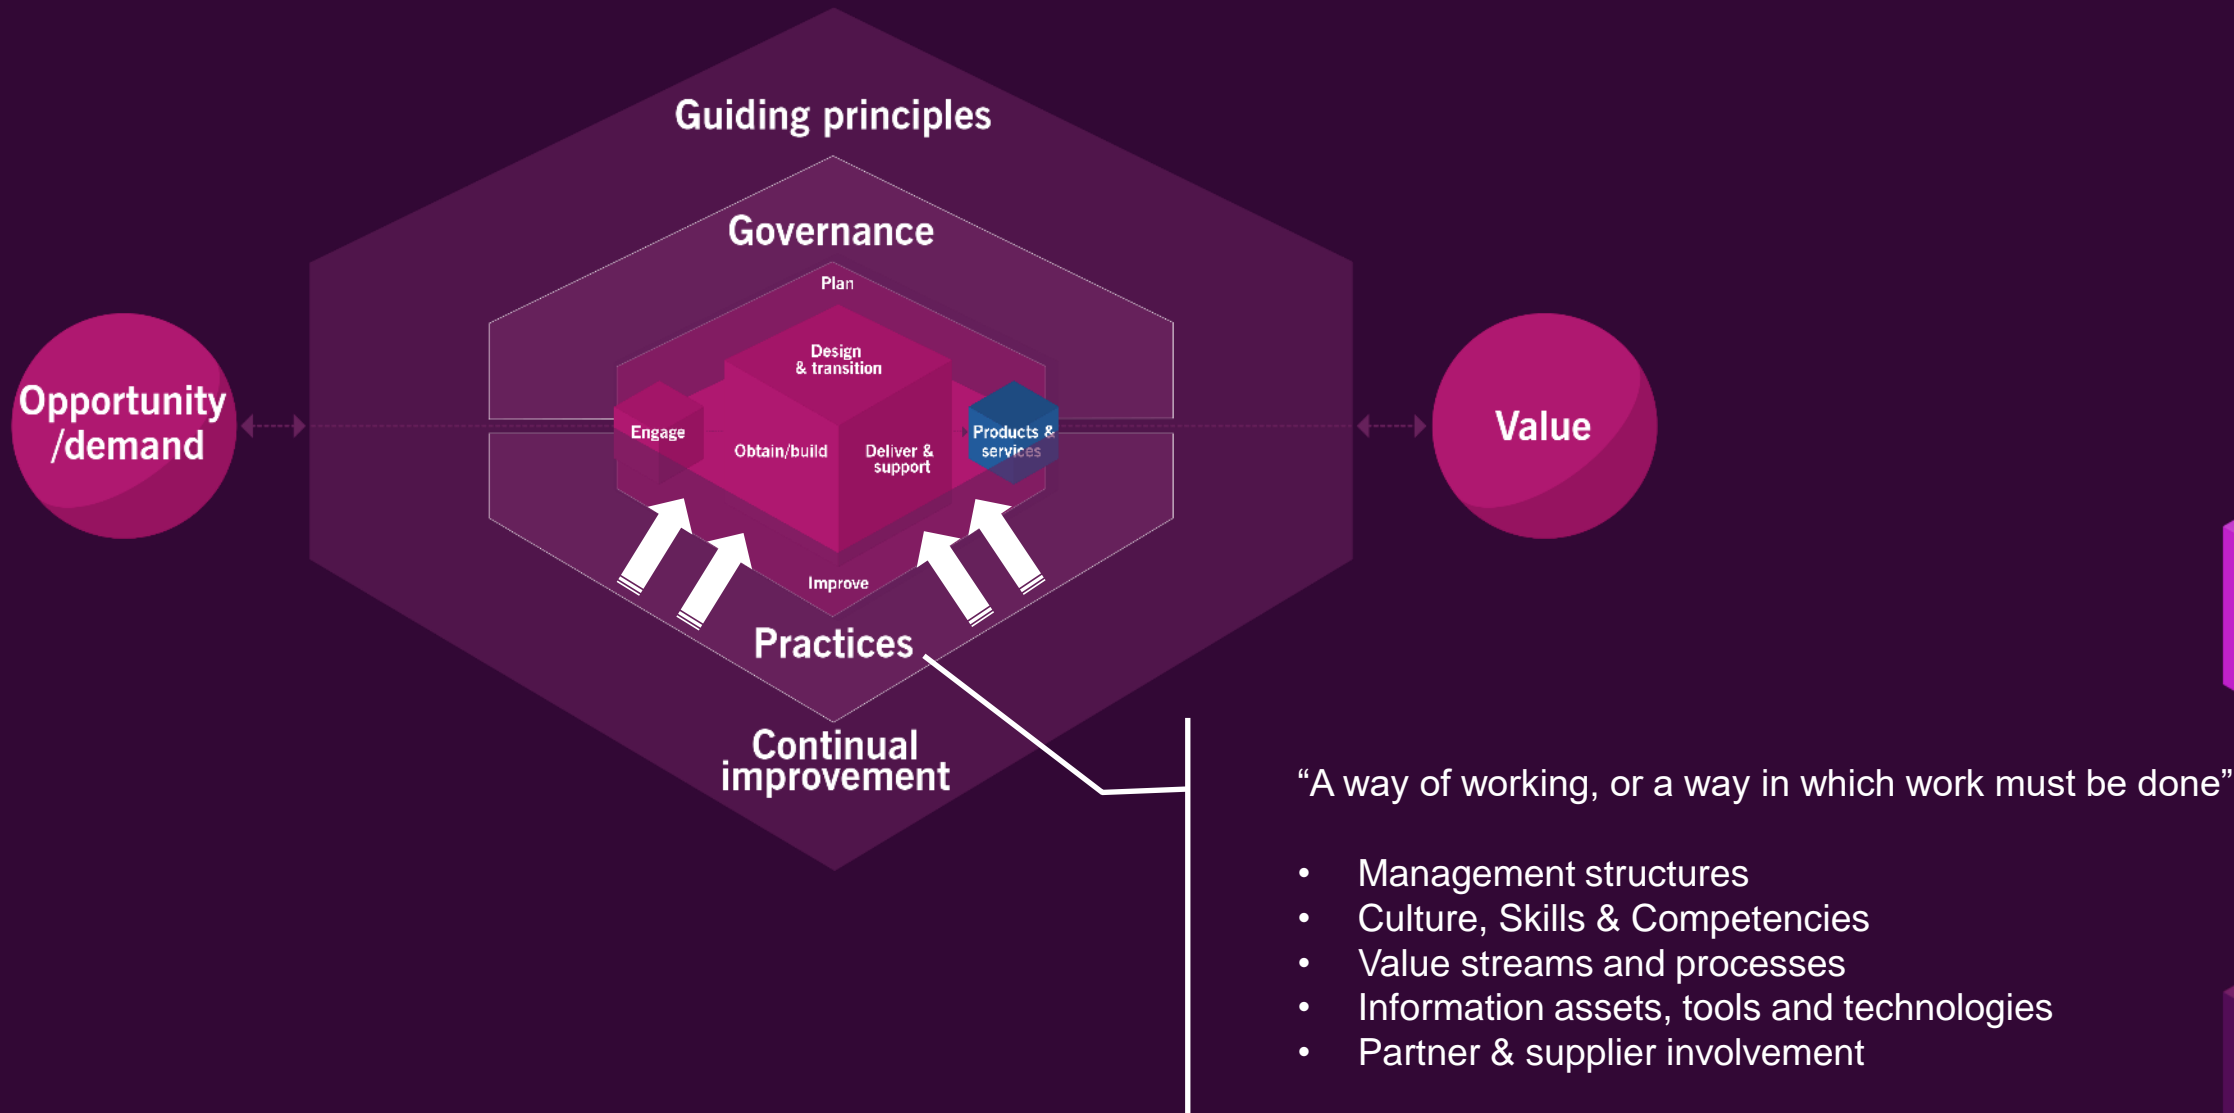 Guiding principles
Governance
Plan
Design
& transition
Opportunity
/demand
Engage
Obtain/build
Deliver &
support
Products &
services
Value
Improve
Practices
Continual
improvement
“A way of working, or a way in which work must be done”
• Management structures
• Culture, Skills & Competencies
• Value streams and processes
• Information assets, tools and technologies
• Partner & supplier involvement